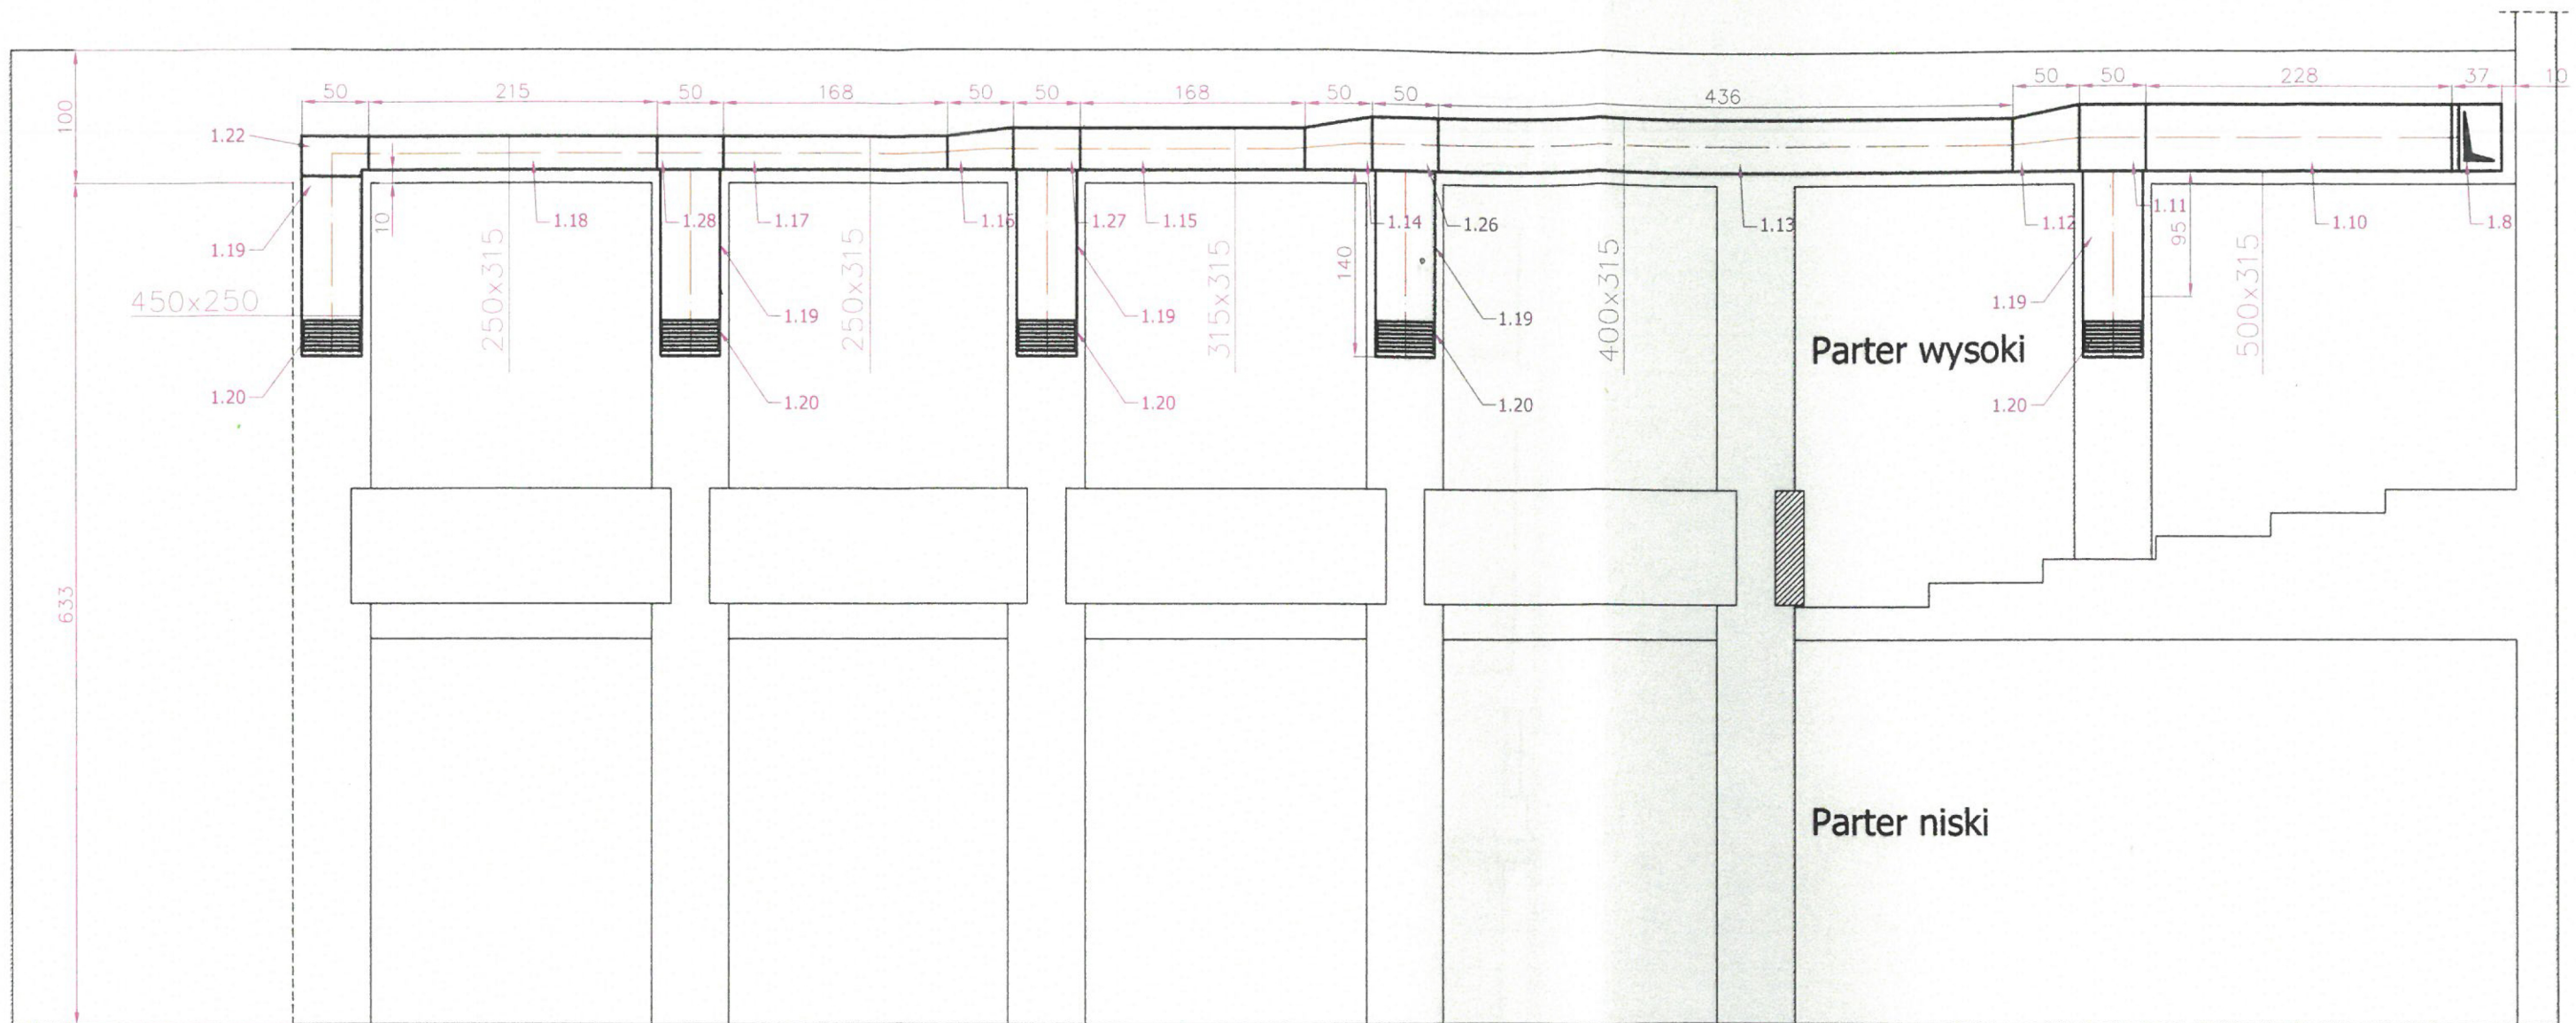 50 50 228 37 10
50 215 50 168 50 50 168 50 50 436
100
1.22
10
1.18 1.28 1.17 1.16 1.27 1.15 1.14 1.26 1.13 1.12 1.11 1.10 1.8
1.19
95
140
450x250
250x315
250x315
315x315
400x315
500x315
1.19 1.19 1.19 1.19
Parter wysoki
1.20 1.20 1.20 1.20 1.20
633
Parter niski